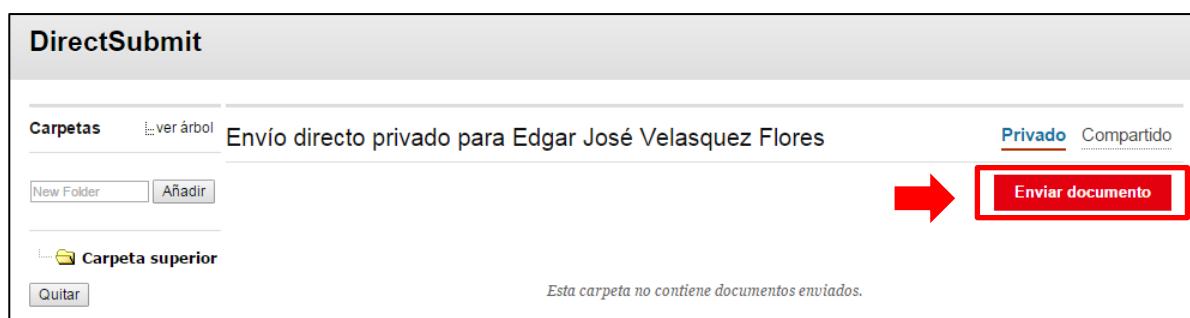 DirectSubmit
Carpetas ver árbol
Envío directo privado para Edgar José Velasquez Flores
Privado Compartido
New Folder Añadir
Enviar documento
Carpeta superior
Quitar
Esta carpeta no contiene documentos enviados.